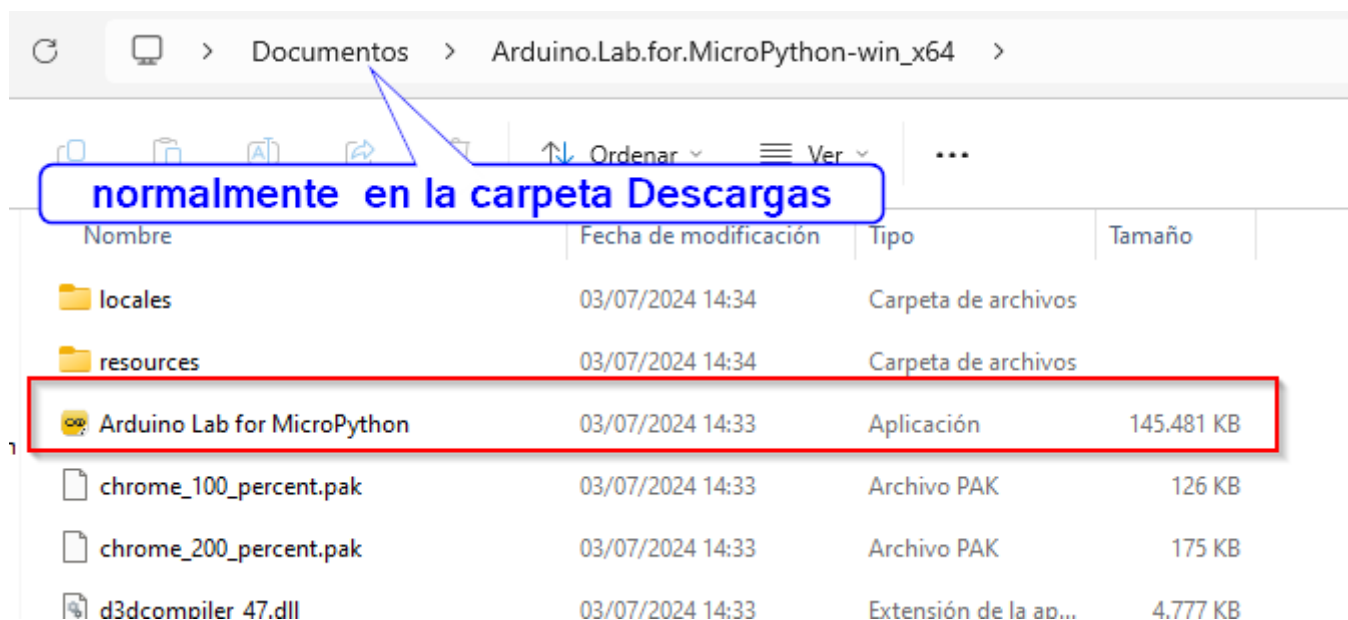 > Documentos > Arduino.Lab.for.MicroPython-win_x64 >
Ordenar Ver ...
normalmente en la carpeta Descargas
Nombre Fecha de modificación Tipo Tamaño
locales 03/07/2024 14:34 Carpeta de archivos
resources 03/07/2024 14:34 Carpeta de archivos
Arduino Lab for MicroPython 03/07/2024 14:33 Aplicación 145.481 KB
chrome_100_percent.pak 03/07/2024 14:33 Archivo PAK 126 KB
chrome_200_percent.pak 03/07/2024 14:33 Archivo PAK 175 KB
d3dcompiler_47.dll 03/07/2024 14:33 Extensión de la ap... 4.777 KB